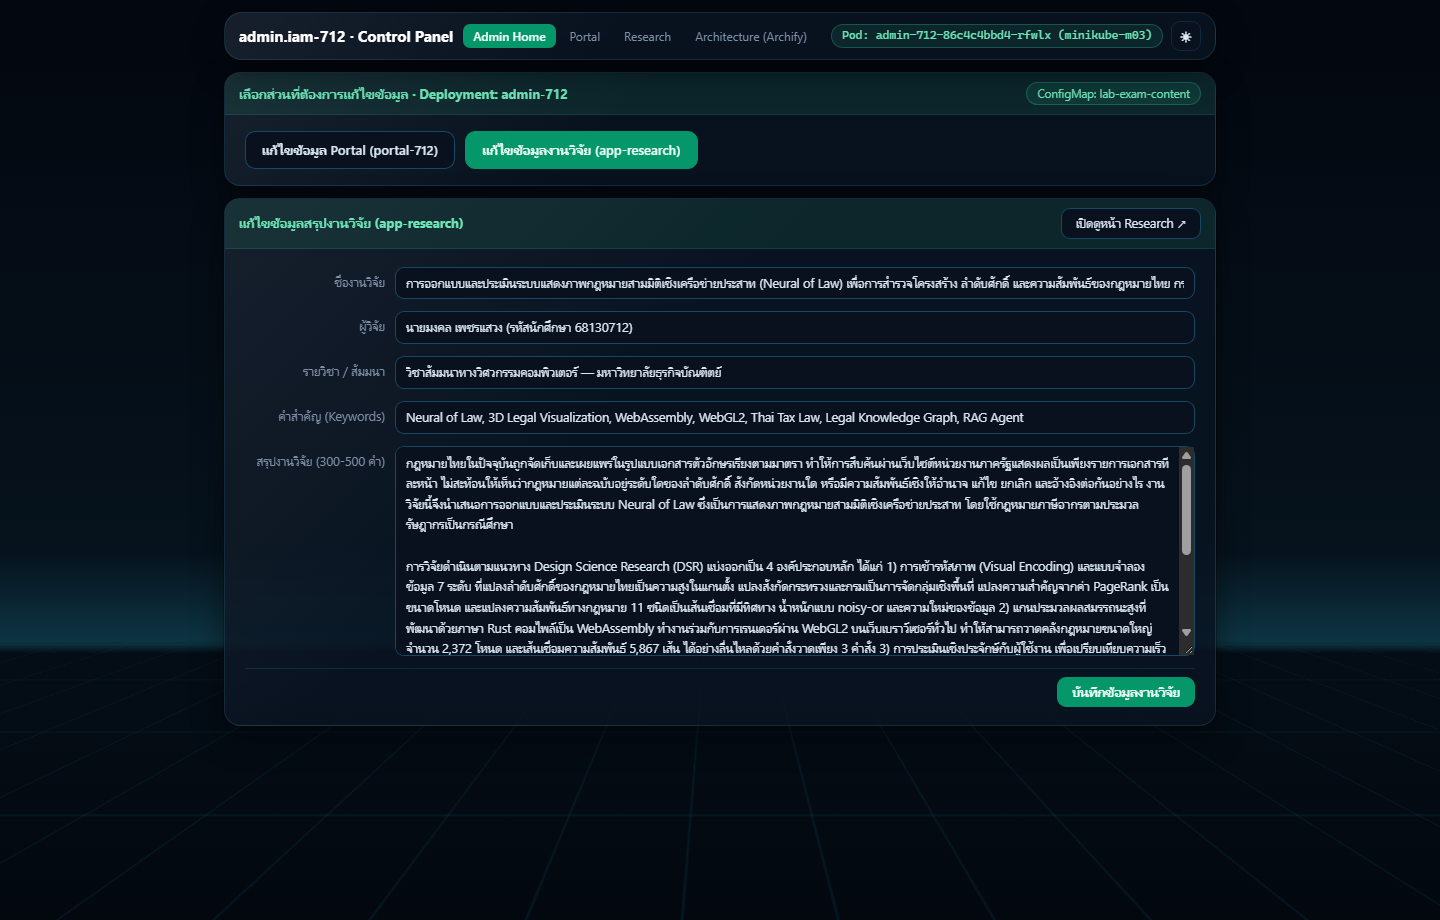 admin.iam-712 · Control Panel
Admin Home
Portal
Research
Architecture (Archify)
Pod: admin-712-86c4c4bbd4-rfwlx (minikube-m03)
เลือกส่วนที่ต้องการแก้ไขข้อมูล · Deployment: admin-712
ConfigMap: lab-exam-content
แก้ไขข้อมูล Portal (portal-712)
แก้ไขข้อมูลงานวิจัย (app-research)
แก้ไขข้อมูลสรุปงานวิจัย (app-research)
เปิดดูหน้า Research ↗
ชื่องานวิจัย
การออกแบบและประเมินระบบแสดงภาพกฎหมายสามมิติเชิงเครือข่ายประสาท (Neural of Law) เพื่อการสำรวจโครงสร้าง ลำดับศักดิ์ และความสัมพันธ์ของกฎหมายไทย กร
ผู้วิจัย
นายมงคล เพชรแสวง (รหัสนักศึกษา 68130712)
รายวิชา / สัมมนา
วิชาสัมมนาทางวิศวกรรมคอมพิวเตอร์ — มหาวิทยาลัยธุรกิจบัณฑิตย์
คำสำคัญ (Keywords)
Neural of Law, 3D Legal Visualization, WebAssembly, WebGL2, Thai Tax Law, Legal Knowledge Graph, RAG Agent
สรุปงานวิจัย (300-500 คำ)
กฎหมายไทยในปัจจุบันถูกจัดเก็บและเผยแพร่ในรูปแบบเอกสารตัวอักษรเรียงตามมาตรา ทำให้การสืบค้นผ่านเว็บไซต์หน่วยงานภาครัฐแสดงผลเป็นเพียงรายการเอกสารที
ละหน้า ไม่สะท้อนให้เห็นว่ากฎหมายแต่ละฉบับอยู่ระดับใดของลำดับศักดิ์ สังกัดหน่วยงานใด หรือมีความสัมพันธ์เชิงให้อำนาจ แก้ไข ยกเลิก และอ้างอิงต่อกันอย่างไร งาน
วิจัยนี้จึงนำเสนอการออกแบบและประเมินระบบ Neural of Law ซึ่งเป็นการแสดงภาพกฎหมายสามมิติเชิงเครือข่ายประสาท โดยใช้กฎหมายภาษีอากรตามประมวล
รัษฎากรเป็นกรณีศึกษา
การวิจัยดำเนินตามแนวทาง Design Science Research (DSR) แบ่งออกเป็น 4 องค์ประกอบหลัก ได้แก่ 1) การเข้ารหัสภาพ (Visual Encoding) และแบบจำลอง
ข้อมูล 7 ระดับ ที่แปลงลำดับศักดิ์ของกฎหมายไทยเป็นความสูงในแกนตั้ง แปลงสังกัดกระทรวงและกรมเป็นการจัดกลุ่มเชิงพื้นที่ แปลงความสำคัญจากค่า PageRank เป็น
ขนาดโหนด และแปลงความสัมพันธ์ทางกฎหมาย 11 ชนิดเป็นเส้นเชื่อมที่มีทิศทาง น้ำหนักแบบ noisy-or และความใหม่ของข้อมูล 2) แกนประมวลผลสมรรถนะสูงที่
พัฒนาด้วยภาษา Rust คอมไพล์เป็น WebAssembly ทำงานร่วมกับการเรนเดอร์ผ่าน WebGL2 บนเว็บเบราว์เซอร์ทั่วไป ทำให้สามารถวาดคลังกฎหมายขนาดใหญ่
จำนวน 2,372 โหนด และเส้นเชื่อมความสัมพันธ์ 5,867 เส้น ได้อย่างลื่นไหลด้วยคำสั่งวาดเพียง 3 คำสั่ง 3) การประเมินเชิงประจักษ์กับผู้ใช้งาน เพื่อเปรียบเทียบความเร็ว
บันทึกข้อมูลงานวิจัย